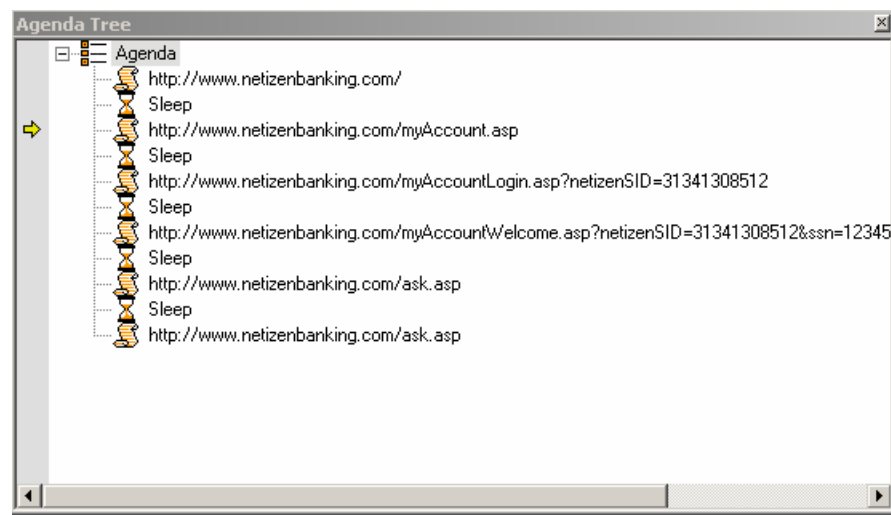 Agenda Tree
Agenda
http://www.netizenbanking.com/
Sleep
http://www.netizenbanking.com/myAccount.asp
Sleep
http://www.netizenbanking.com/myAccountLogin.asp?netizenSID=31341308512
Sleep
http://www.netizenbanking.com/myAccountWelcome.asp?netizenSID=31341308512&ssn=12345
Sleep
http://www.netizenbanking.com/ask.asp
Sleep
http://www.netizenbanking.com/ask.asp